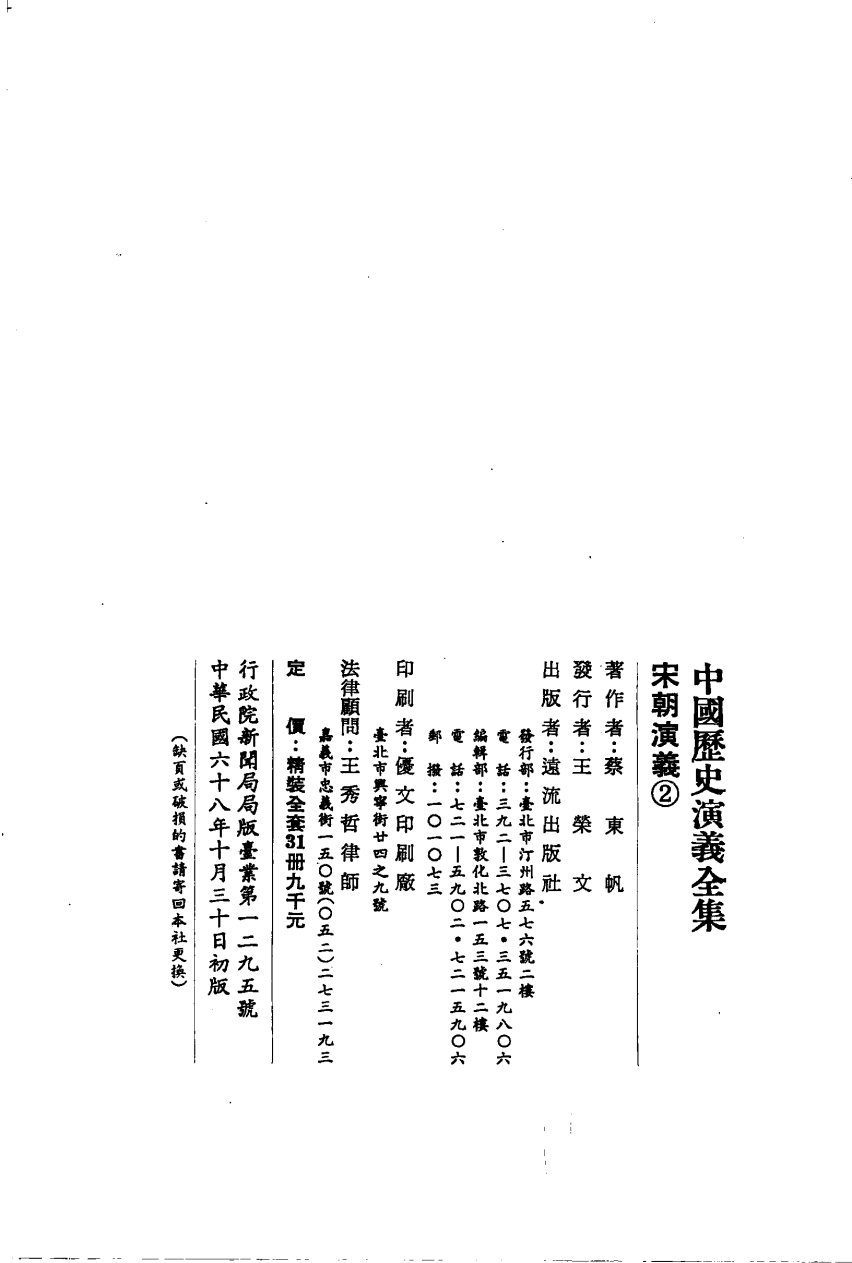 中國歷史演義全集
宋朝演義②
著作者：蔡東帆
發行者：王榮文
出版者：遠流出版社
發行部：臺北市汀州路五七六號二樓
電話：三九二—三七〇七·三五一九八〇六
編輯部：臺北市敦化北路一五三號十二樓
電話：七二一—五九〇二·七二一五九〇六
郵撥：一〇一〇七三
印刷者：優文印刷廠
臺北市興寧街廿四之九號
法律顧問：王秀哲律師
嘉義市忠義街一五〇號(〇五二)二七三一九三
定價：精裝全套31冊九千元
行政院新聞局局版臺業第一二九五號
中華民國六十八年十月三十日初版
(缺頁或破損的書請寄回本社更換)